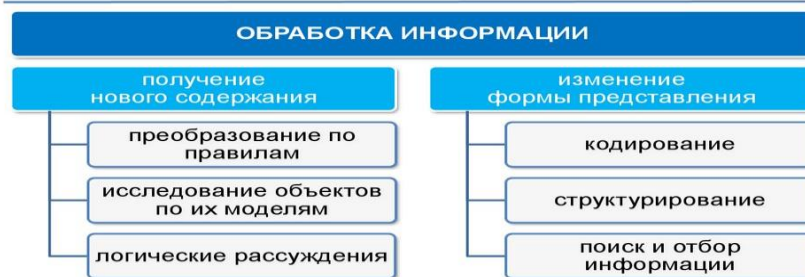 ОБРАБОТКА ИНФОРМАЦИИ
получение
нового содержания
преобразование по
правилам
исследование объектов
по их моделям
логические рассуждения
изменение
формы представления
кодирование
структурирование
поиск и отбор
информации